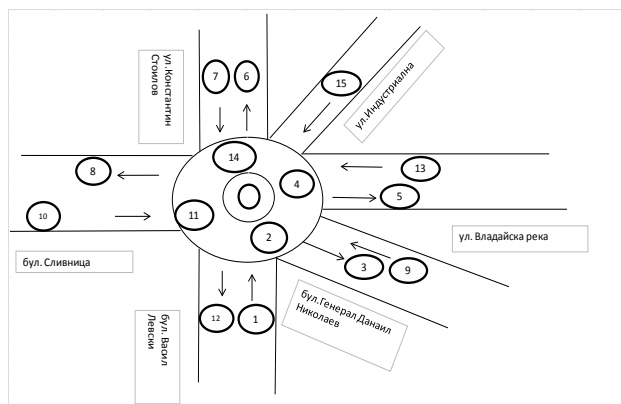 ул.Константин
Стоилов
7
6
15
ул.Индустриална
14
8
13
4
5
10
11
2
ул. Владайска река
бул. Сливница
3
9
12
1
бул. Васил
Левски
бул.Генерал Данаил
Николаев